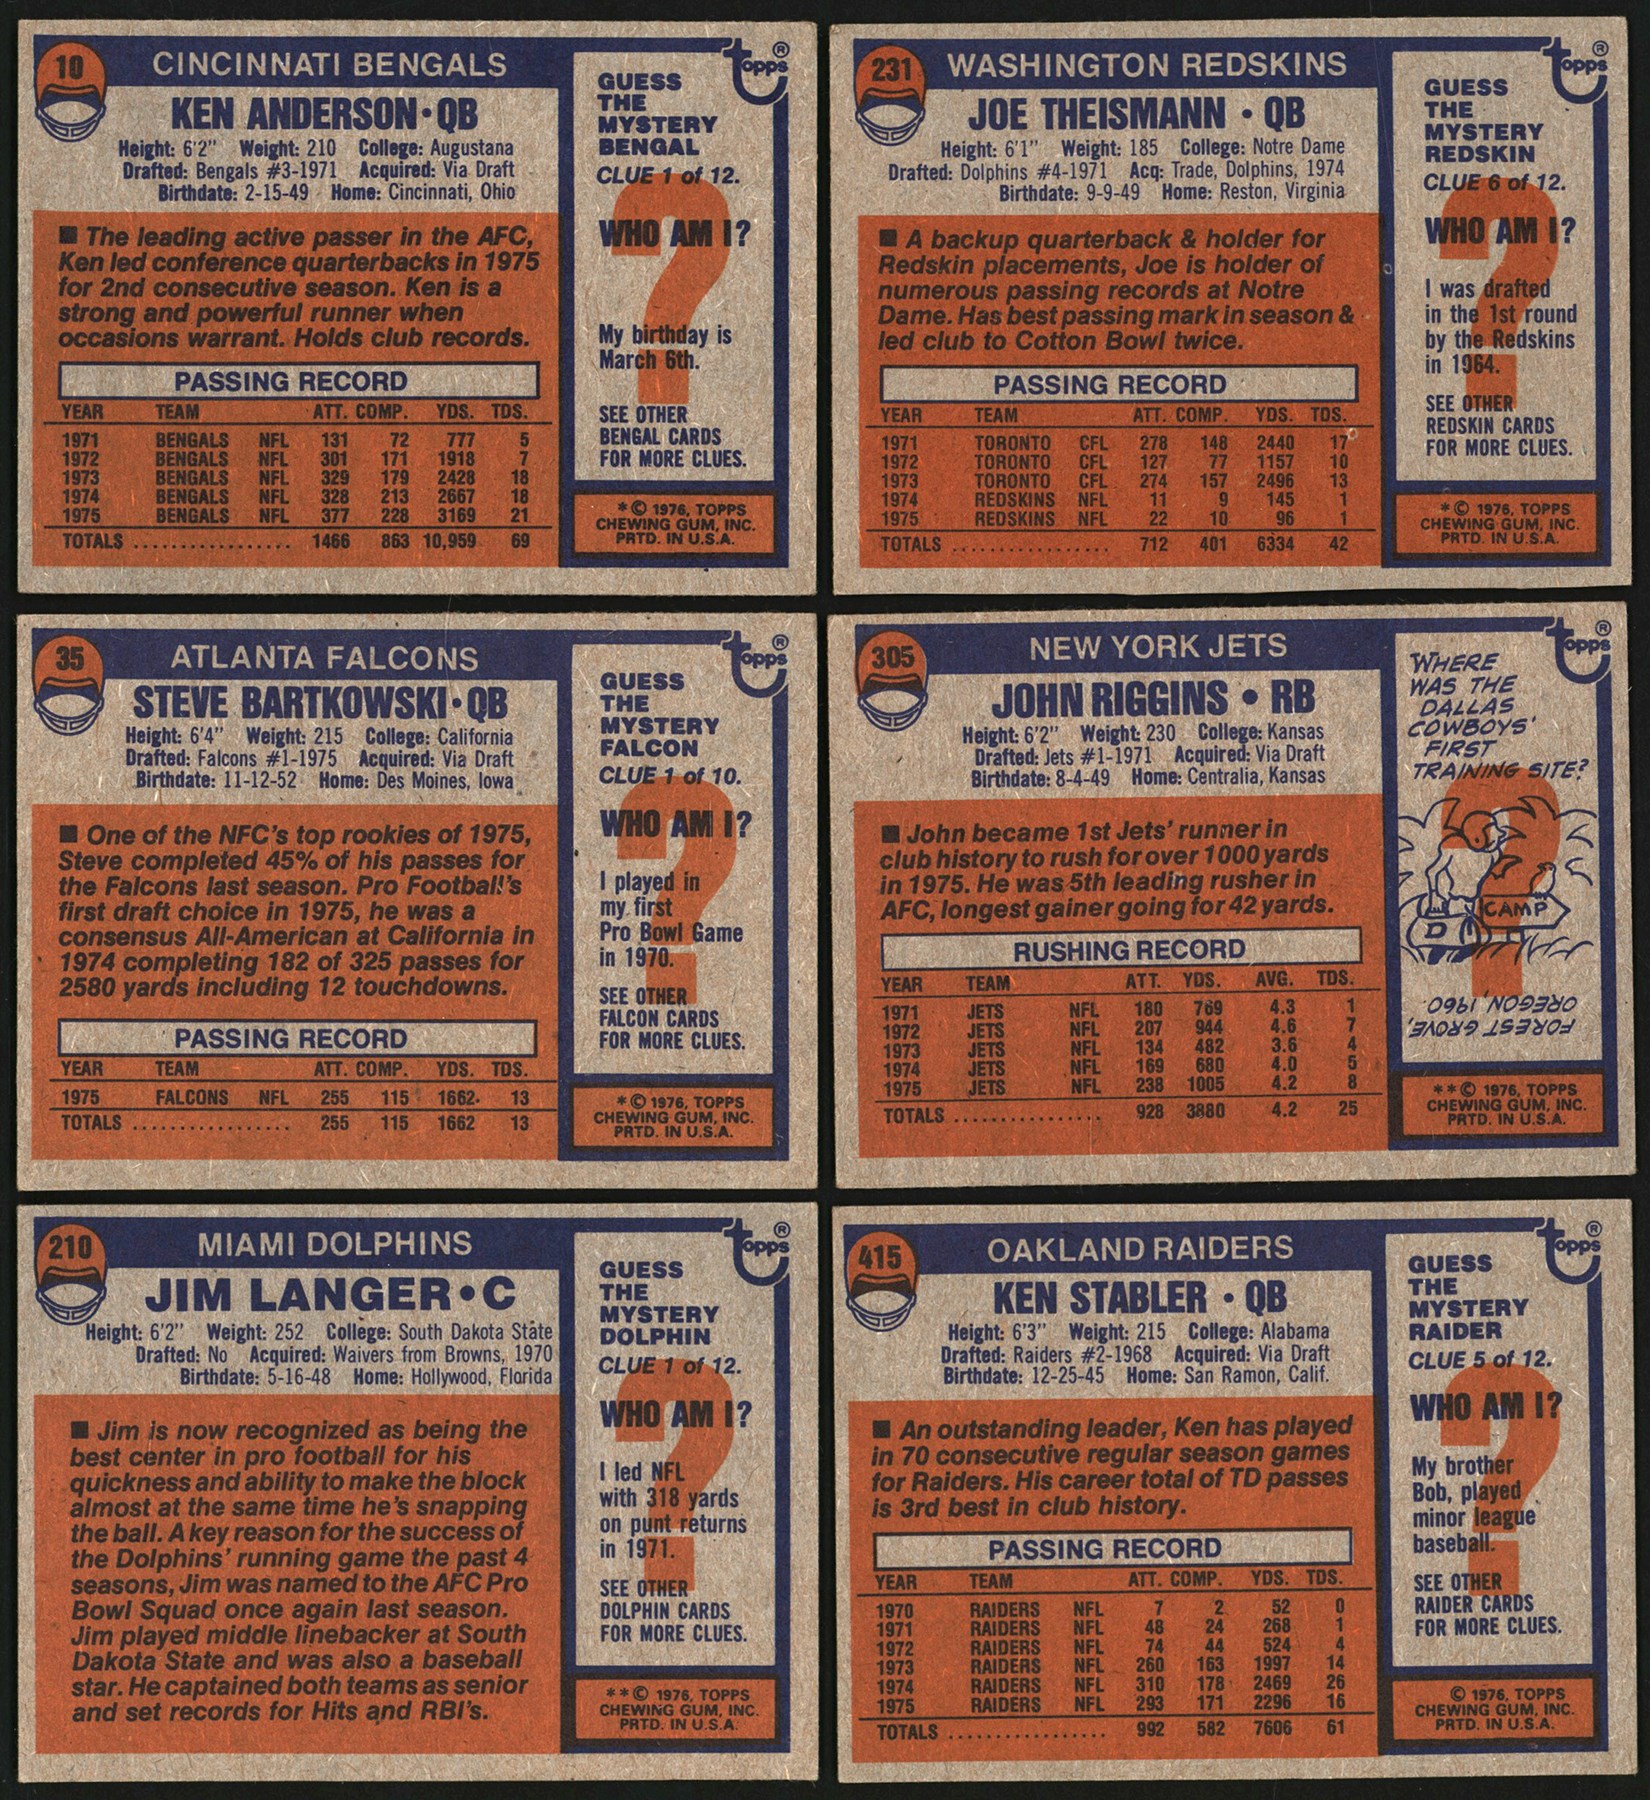 10
CINCINNATI BENGALS
KEN ANDERSON • QB
Height: 6'2" Weight: 210 College: Augustana
Drafted: Bengals #3-1971 Acquired: Via Draft
Birthdate: 2-15-49 Home: Cincinnati, Ohio
■ The leading active passer in the AFC,
Ken led conference quarterbacks in 1975
for 2nd consecutive season. Ken is a
strong and powerful runner when
occasions warrant. Holds club records.
PASSING RECORD
YEAR TEAM ATT. COMP. YDS. TDS.
1971 BENGALS NFL 131 72 777 5
1972 BENGALS NFL 301 171 1918 7
1973 BENGALS NFL 329 179 2428 18
1974 BENGALS NFL 328 213 2667 18
1975 BENGALS NFL 377 228 3169 21
TOTALS .................. 1466 863 10,959 69
topps ®
GUESS
THE
MYSTERY
BENGAL
CLUE 1 of 12.
WHO AM I?
My birthday is
March 6th.
SEE OTHER
BENGAL CARDS
FOR MORE CLUES.
* © 1976, TOPPS
CHEWING GUM, INC.
PRTD. IN U.S.A.
231
WASHINGTON REDSKINS
JOE THEISMANN • QB
Height: 6'1" Weight: 185 College: Notre Dame
Drafted: Dolphins #4-1971 Acq: Trade, Dolphins, 1974
Birthdate: 9-9-49 Home: Reston, Virginia
■ A backup quarterback & holder for
Redskin placements, Joe is holder of
numerous passing records at Notre
Dame. Has best passing mark in season &
led club to Cotton Bowl twice.
PASSING RECORD
YEAR TEAM ATT. COMP. YDS. TDS.
1971 TORONTO CFL 278 148 2440 17
1972 TORONTO CFL 127 77 1157 10
1973 TORONTO CFL 274 157 2496 13
1974 REDSKINS NFL 11 9 145 1
1975 REDSKINS NFL 22 10 96 1
TOTALS .................. 712 401 6334 42
topps ®
GUESS
THE
MYSTERY
REDSKIN
CLUE 6 of 12.
WHO AM I?
I was drafted
in the 1st round
by the Redskins
in 1964.
SEE OTHER
REDSKIN CARDS
FOR MORE CLUES.
* © 1976, TOPPS
CHEWING GUM, INC.
PRTD. IN U.S.A.
35
ATLANTA FALCONS
STEVE BARTKOWSKI • QB
Height: 6'4" Weight: 215 College: California
Drafted: Falcons #1-1975 Acquired: Via Draft
Birthdate: 11-12-52 Home: Des Moines, Iowa
■ One of the NFC's top rookies of 1975,
Steve completed 45% of his passes for
the Falcons last season. Pro Football's
first draft choice in 1975, he was a
consensus All-American at California in
1974 completing 182 of 325 passes for
2580 yards including 12 touchdowns.
PASSING RECORD
YEAR TEAM ATT. COMP. YDS. TDS.
1975 FALCONS NFL 255 115 1662 13
TOTALS .................. 255 115 1662 13
topps ®
GUESS
THE
MYSTERY
FALCON
CLUE 1 of 10.
WHO AM I?
I played in
my first
Pro Bowl Game
in 1970.
SEE OTHER
FALCON CARDS
FOR MORE CLUES.
* © 1976, TOPPS
CHEWING GUM, INC.
PRTD. IN U.S.A.
305
NEW YORK JETS
JOHN RIGGINS • RB
Height: 6'2" Weight: 230 College: Kansas
Drafted: Jets #1-1971 Acquired: Via Draft
Birthdate: 8-4-49 Home: Centralia, Kansas
■ John became 1st Jets' runner in
club history to rush for over 1000 yards
in 1975. He was 5th leading rusher in
AFC, longest gainer going for 42 yards.
RUSHING RECORD
YEAR TEAM ATT. YDS. AVG. TDS.
1971 JETS NFL 180 769 4.3 1
1972 JETS NFL 207 944 4.6 7
1973 JETS NFL 134 482 3.6 4
1974 JETS NFL 169 680 4.0 5
1975 JETS NFL 238 1005 4.2 8
TOTALS ................ 928 3880 4.2 25
topps ®
WHERE
WAS THE
DALLAS
COWBOYS'
FIRST
TRAINING SITE?
CAMP
D
FOREST GROVE,
OREGON, 1960.
** © 1976, TOPPS
CHEWING GUM, INC.
PRTD. IN U.S.A.
210
MIAMI DOLPHINS
JIM LANGER • C
Height: 6'2" Weight: 252 College: South Dakota State
Drafted: No Acquired: Waivers from Browns, 1970
Birthdate: 5-16-48 Home: Hollywood, Florida
■ Jim is now recognized as being the
best center in pro football for his
quickness and ability to make the block
almost at the same time he's snapping
the ball. A key reason for the success of
the Dolphins' running game the past 4
seasons, Jim was named to the AFC Pro
Bowl Squad once again last season.
Jim played middle linebacker at South
Dakota State and was also a baseball
star. He captained both teams as senior
and set records for Hits and RBI's.
topps ®
GUESS
THE
MYSTERY
DOLPHIN
CLUE 1 of 12.
WHO AM I?
I led NFL
with 318 yards
on punt returns
in 1971.
SEE OTHER
DOLPHIN CARDS
FOR MORE CLUES.
** © 1976, TOPPS
CHEWING GUM, INC.
PRTD. IN U.S.A.
415
OAKLAND RAIDERS
KEN STABLER • QB
Height: 6'3" Weight: 215 College: Alabama
Drafted: Raiders #2-1968 Acquired: Via Draft
Birthdate: 12-25-45 Home: San Ramon, Calif.
■ An outstanding leader, Ken has played
in 70 consecutive regular season games
for Raiders. His career total of TD passes
is 3rd best in club history.
PASSING RECORD
YEAR TEAM ATT. COMP. YDS. TDS.
1970 RAIDERS NFL 7 2 52 0
1971 RAIDERS NFL 48 24 268 1
1972 RAIDERS NFL 74 44 524 4
1973 RAIDERS NFL 260 163 1997 14
1974 RAIDERS NFL 310 178 2469 26
1975 RAIDERS NFL 293 171 2296 16
TOTALS .................. 992 582 7606 61
topps ®
GUESS
THE
MYSTERY
RAIDER
CLUE 5 of 12.
WHO AM I?
My brother
Bob, played
minor league
baseball.
SEE OTHER
RAIDER CARDS
FOR MORE CLUES.
© 1976, TOPPS
CHEWING GUM, INC.
PRTD. IN U.S.A.